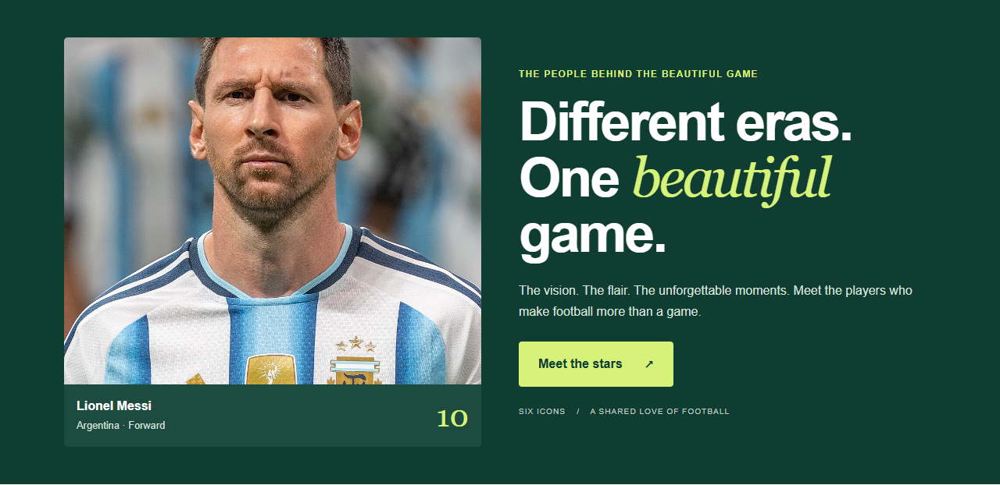 THE PEOPLE BEHIND THE BEAUTIFUL GAME
Different eras.
One beautiful
game.
The vision. The flair. The unforgettable moments. Meet the players who
make football more than a game.
Meet the stars ↗
SIX ICONS / A SHARED LOVE OF FOOTBALL
Lionel Messi
Argentina · Forward
10